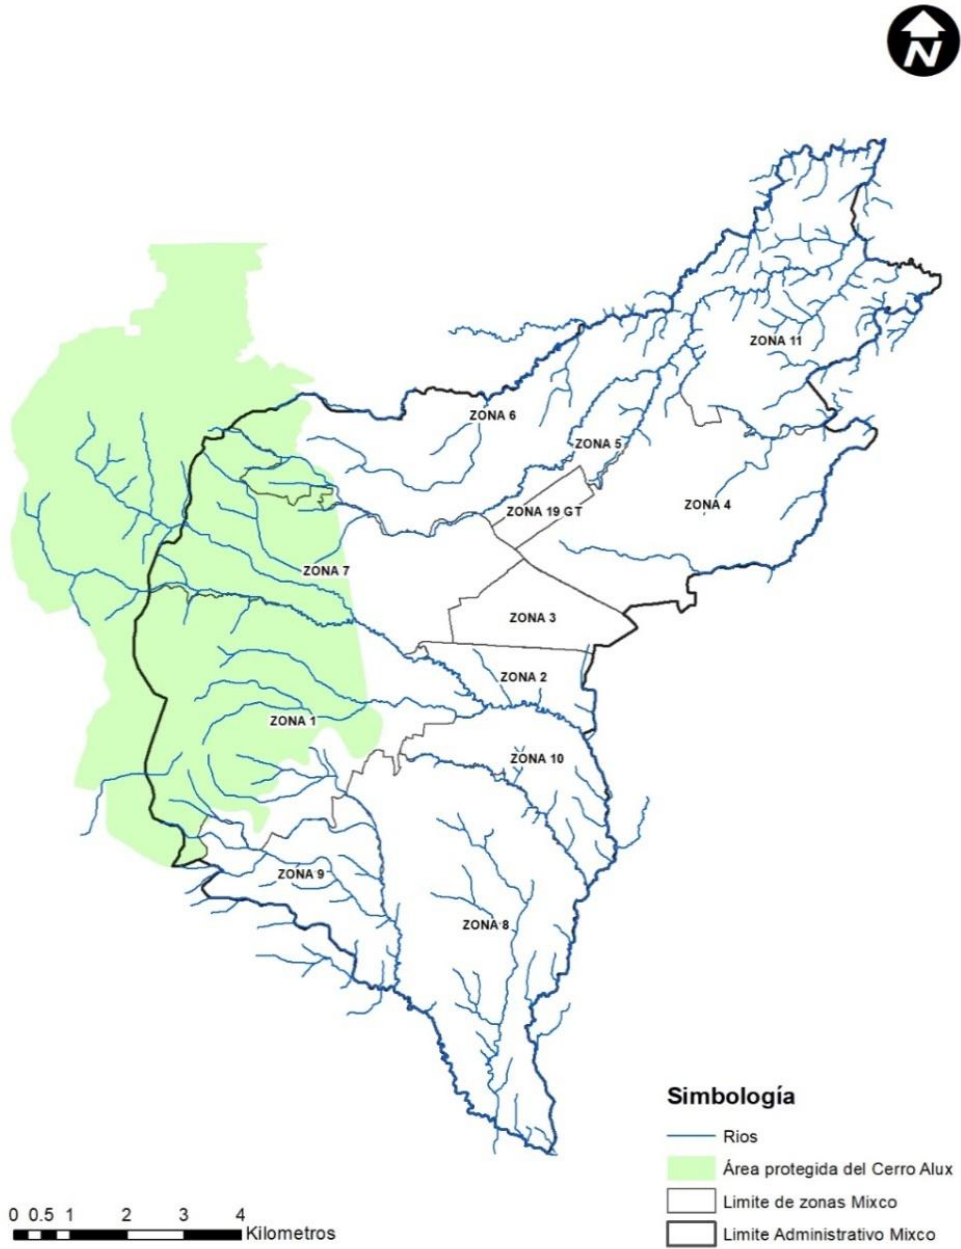 N
ZONA 11
ZONA 6
ZONA 5
ZONA 4
ZONA 19 GT
ZONA 7
ZONA 3
ZONA 2
ZONA 1
ZONA 10
ZONA 9
ZONA 8
Simbología
Rios
Área protegida del Cerro Alux
Limite de zonas Mixco
Limite Administrativo Mixco
0 0.5 1 2 3 4
Kilometros